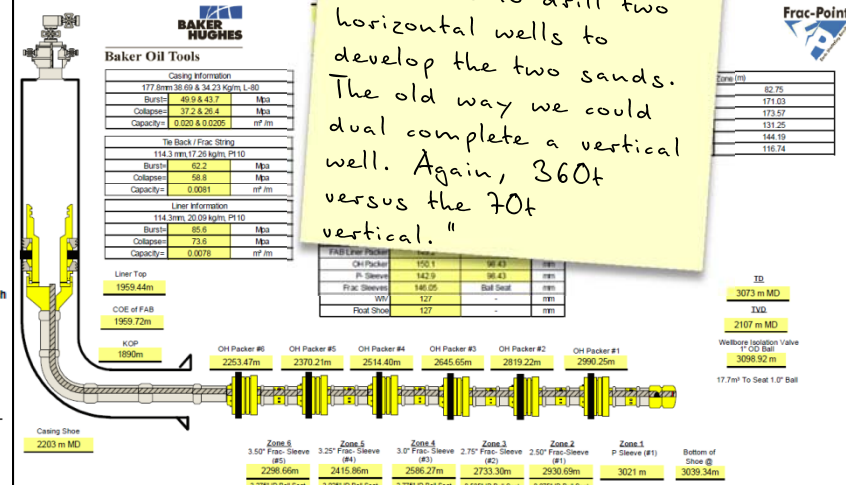 BAKER
HUGHES
Baker Oil Tools
Casing Information
177.8mm 38.69 & 34.23 Kg/m, L-80
Burst= 49.9 & 43.7 Mpa
Collapse= 37.2 & 26.4 Mpa
Capacity= 0.020 & 0.0205 m³ /m
Tie Back / Frac String
114.3 mm,17.26 kg/m, P110
Burst= 62.2 Mpa
Collapse= 58.8 Mpa
Capacity= 0.0081 m³ /m
Liner Information
114.3mm, 20.09 kg/m, P110
Burst= 85.6 Mpa
Collapse= 73.6 Mpa
Capacity= 0.0078 m³ /m
Liner Top
1959.44m
COE of FAB
1959.72m
KOP
1890m
Casing Shoe
2203 m MD
drill two
horizontal wells to
develop the two sands.
The old way we could
dual complete a vertical
well. Again, 360t
versus the 70t
vertical."
Frac-Point
Zone (m)
82.75
171.03
173.57
131.25
144.19
116.74
FAB Liner Packer
OH Packer 150.1 98.43 mm
P- Sleeve 142.9 98.43 mm
Frac Sleeves 146.05 Ball Seat mm
WIV 127 - mm
Float Shoe 127 - mm
TD
3073 m MD
TVD
2107 m MD
Wellbore Isolation Valve
1" OD Ball
3098.92 m
17.7m³ To Seat 1.0" Ball
OH Packer #6 OH Packer #5 OH Packer #4 OH Packer #3 OH Packer #2 OH Packer #1
2253.47m 2370.21m 2514.40m 2645.65m 2819.22m 2990.25m
Zone 6 Zone 5 Zone 4 Zone 3 Zone 2 Zone 1
3.50" Frac- Sleeve 3.25" Frac- Sleeve 3.0" Frac- Sleeve 2.75" Frac- Sleeve 2.50" Frac- Sleeve P Sleeve (#1) Bottom of
(#5) (#4) (#3) (#2) (#1) Shoe @
2298.66m 2415.86m 2586.27m 2733.30m 2930.69m 3021 m 3039.34m